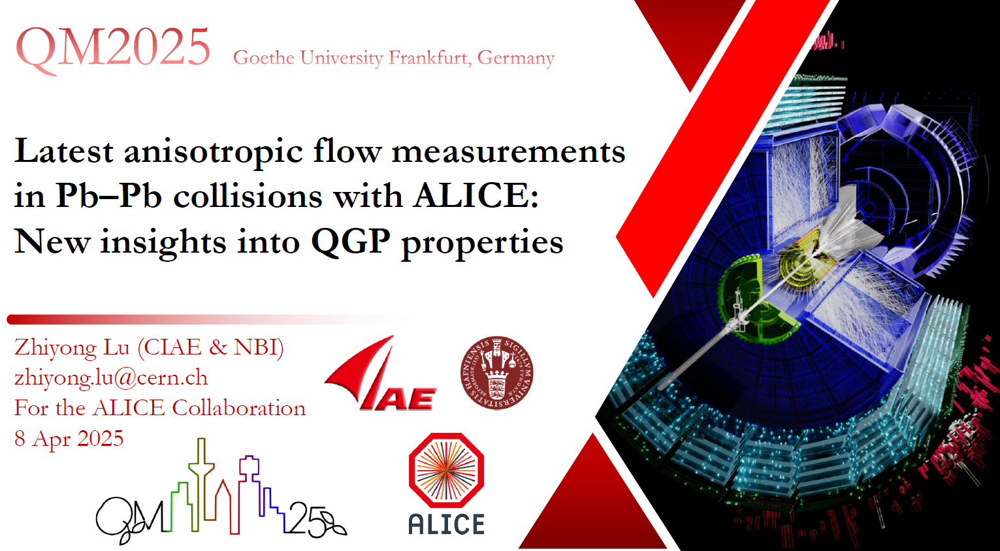 QM2025 Goethe University Frankfurt, Germany
Latest anisotropic flow measurements
in Pb–Pb collisions with ALICE:
New insights into QGP properties
Zhiyong Lu (CIAE & NBI)
zhiyong.lu@cern.ch
For the ALICE Collaboration
8 Apr 2025
IAE
SIGILLVM VNIVERSITATIS HAFNIENSIS
QM 25
ALICE